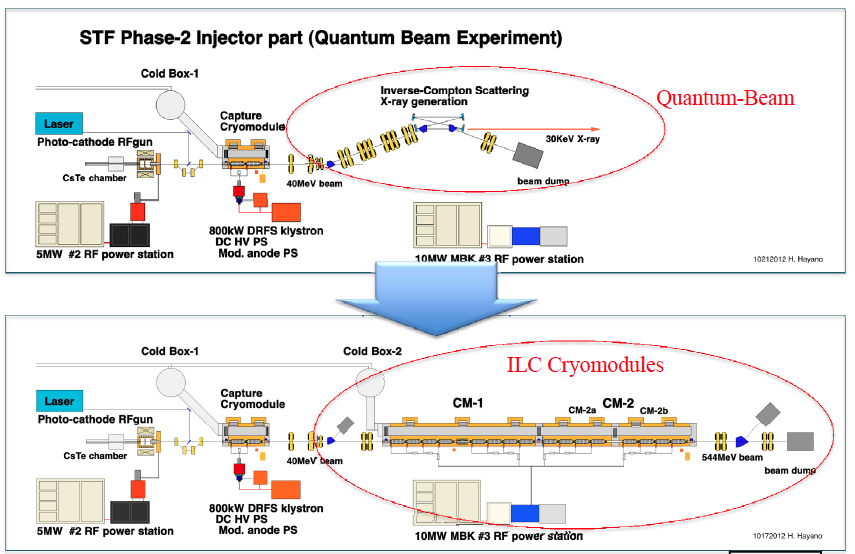 STF Phase-2 Injector part (Quantum Beam Experiment)
Cold Box-1
Inverse-Compton Scattering
X-ray generation
Quantum-Beam
Laser
Capture
Cryomodule
Photo-cathode RFgun
30KeV X-ray
CsTe chamber
40MeV beam
beam dump
800kW DRFS klystron
DC HV PS
Mod. anode PS
5MW #2 RF power station
10MW MBK #3 RF power station
10212012 H. Hayano
Cold Box-1
Cold Box-2
ILC Cryomodules
Laser
Capture
Cryomodule
CM-1
CM-2
CM-2a
CM-2b
Photo-cathode RFgun
CsTe chamber
40MeV beam
544MeV beam
beam dump
800kW DRFS klystron
DC HV PS
Mod. anode PS
5MW #2 RF power station
10MW MBK #3 RF power station
10172012 H. Hayano